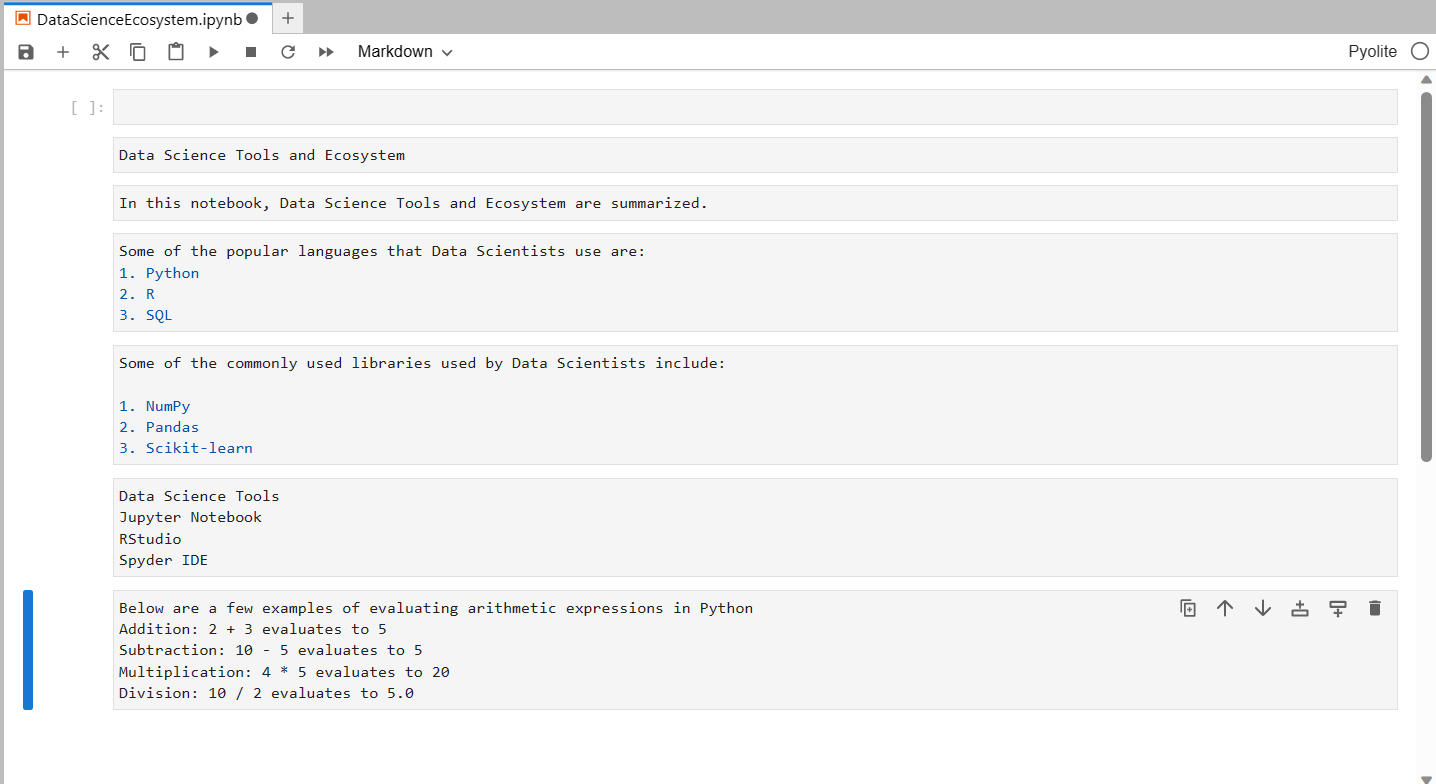 DataScienceEcosystem.ipynb
Markdown
Pyolite
[ ]:
Data Science Tools and Ecosystem
In this notebook, Data Science Tools and Ecosystem are summarized.
Some of the popular languages that Data Scientists use are:
1. Python
2. R
3. SQL
Some of the commonly used libraries used by Data Scientists include:
1. NumPy
2. Pandas
3. Scikit-learn
Data Science Tools
Jupyter Notebook
RStudio
Spyder IDE
Below are a few examples of evaluating arithmetic expressions in Python
Addition: 2 + 3 evaluates to 5
Subtraction: 10 - 5 evaluates to 5
Multiplication: 4 * 5 evaluates to 20
Division: 10 / 2 evaluates to 5.0